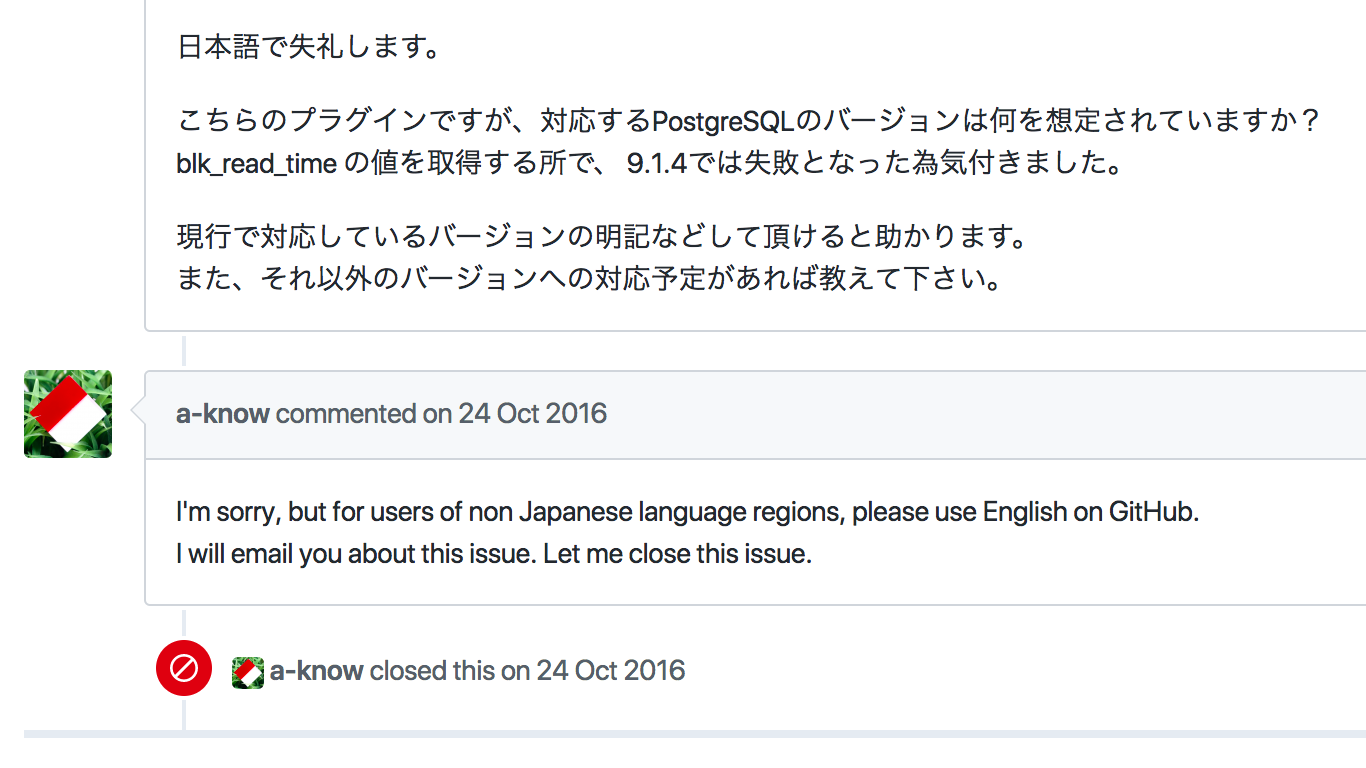 日本語で失礼します。
こちらのプラグインですが、対応するPostgreSQLのバージョンは何を想定されていますか？
blk_read_time の値を取得する所で、 9.1.4では失敗となった為気付きました。
現行で対応しているバージョンの明記などして頂けると助かります。
また、それ以外のバージョンへの対応予定があれば教えて下さい。
a-know commented on 24 Oct 2016
I'm sorry, but for users of non Japanese language regions, please use English on GitHub.
I will email you about this issue. Let me close this issue.
a-know closed this on 24 Oct 2016